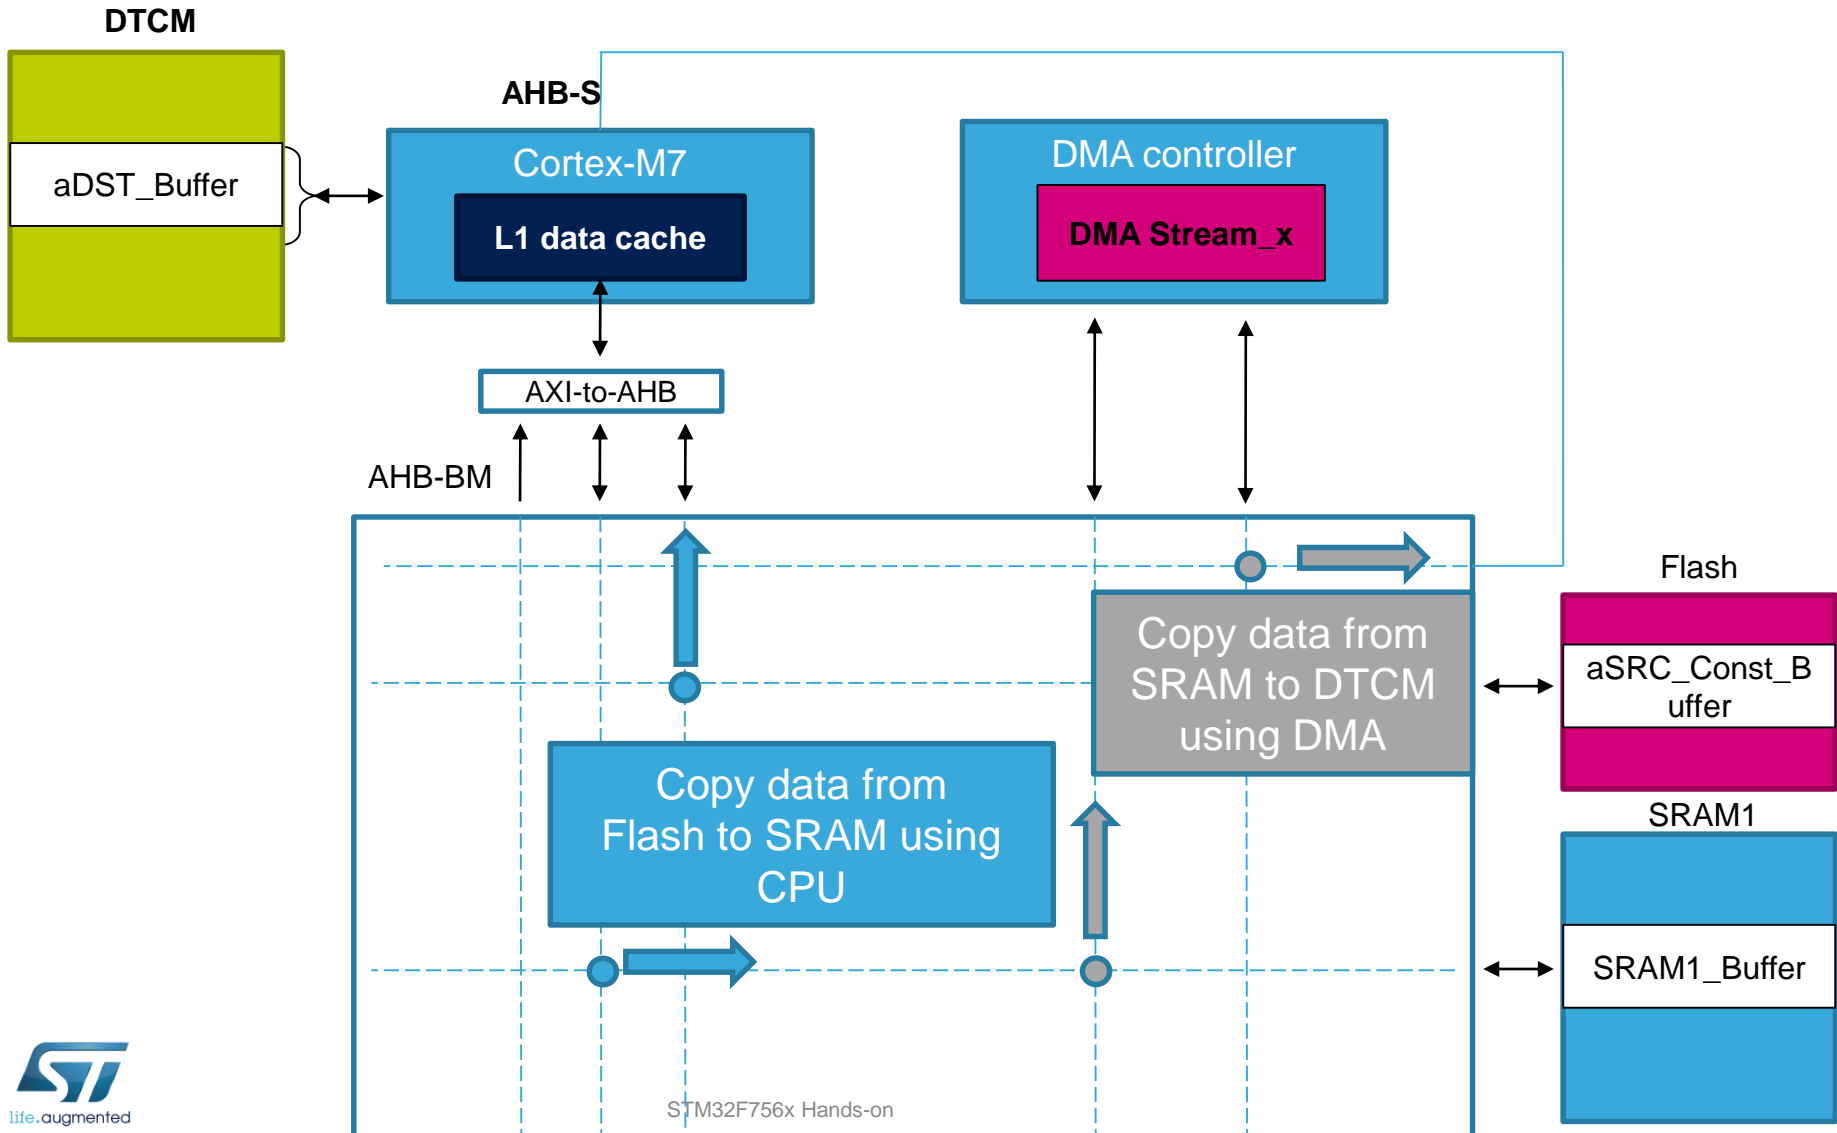 DTCM
AHB-S
Cortex-M7
DMA controller
aDST_Buffer
L1 data cache
DMA Stream_x
AXI-to-AHB
AHB-BM
Flash
Copy data from
SRAM to DTCM
using DMA
aSRC_Const_B
uffer
Copy data from
Flash to SRAM using
CPU
SRAM1
SRAM1_Buffer
ST
life.augmented
STM32F756x Hands-on